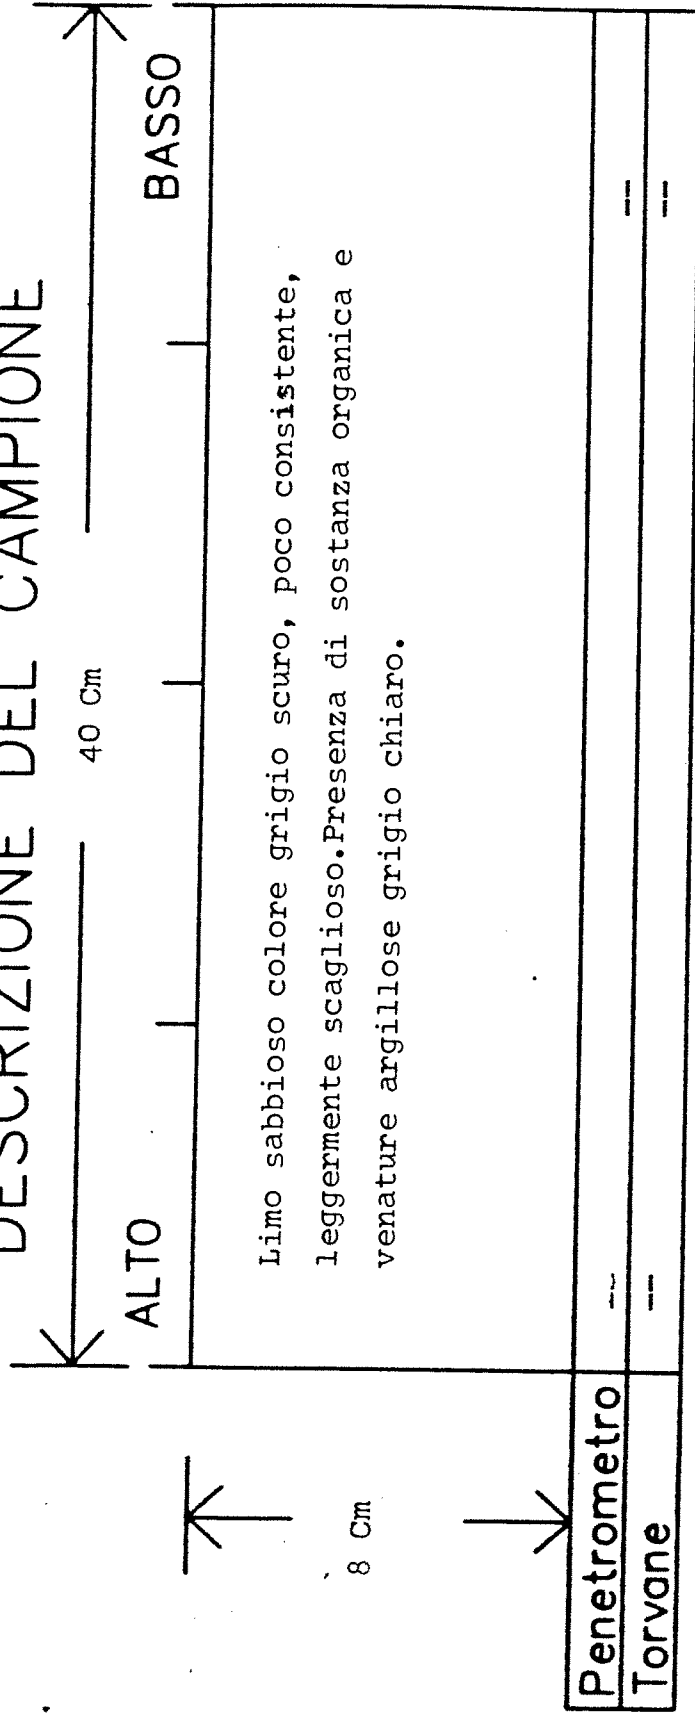 DESCRIZIONE DEL CAMPIONE
40 Cm
ALTO BASSO
Limo sabbioso colore grigio scuro, poco consistente,
leggermente scaglioso.Presenza di sostanza organica e
venature argillose grigio chiaro.
8 Cm
Penetrometro -- --
Torvane -- --